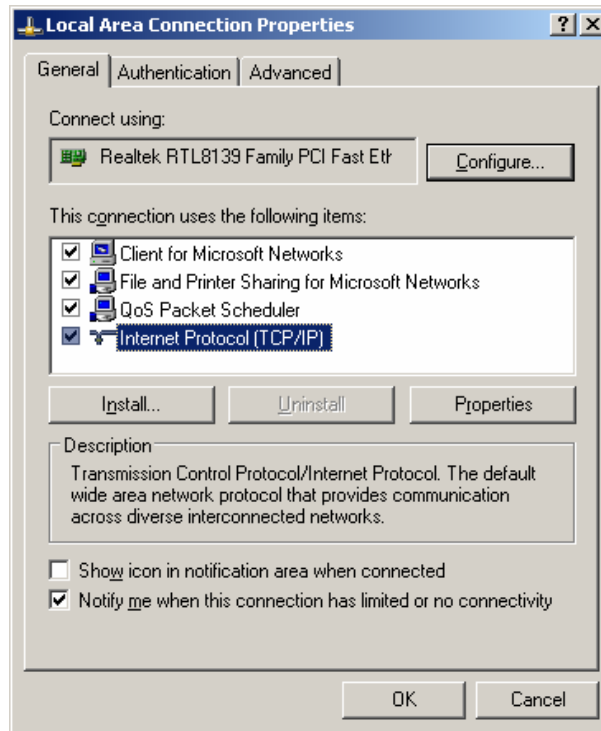 Local Area Connection Properties
General Authentication Advanced
Connect using:
Realtek RTL8139 Family PCI Fast Eth
Configure...
This connection uses the following items:
Client for Microsoft Networks
File and Printer Sharing for Microsoft Networks
QoS Packet Scheduler
Internet Protocol (TCP/IP)
Install... Uninstall Properties
Description
Transmission Control Protocol/Internet Protocol. The default
wide area network protocol that provides communication
across diverse interconnected networks.
Show icon in notification area when connected
Notify me when this connection has limited or no connectivity
OK Cancel